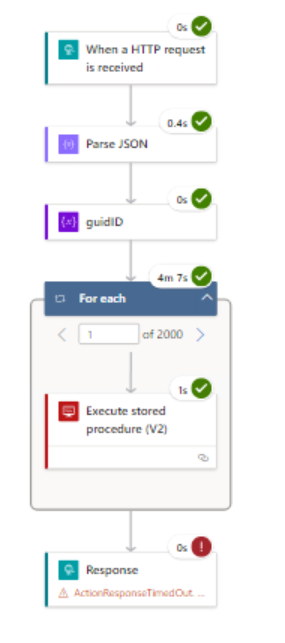 0s
When a HTTP request
is received
0.4s
Parse JSON
0s
guidID
4m 7s
For each
1 of 2000
1s
Execute stored
procedure (V2)
0s
Response
ActionResponseTimedOut. ...